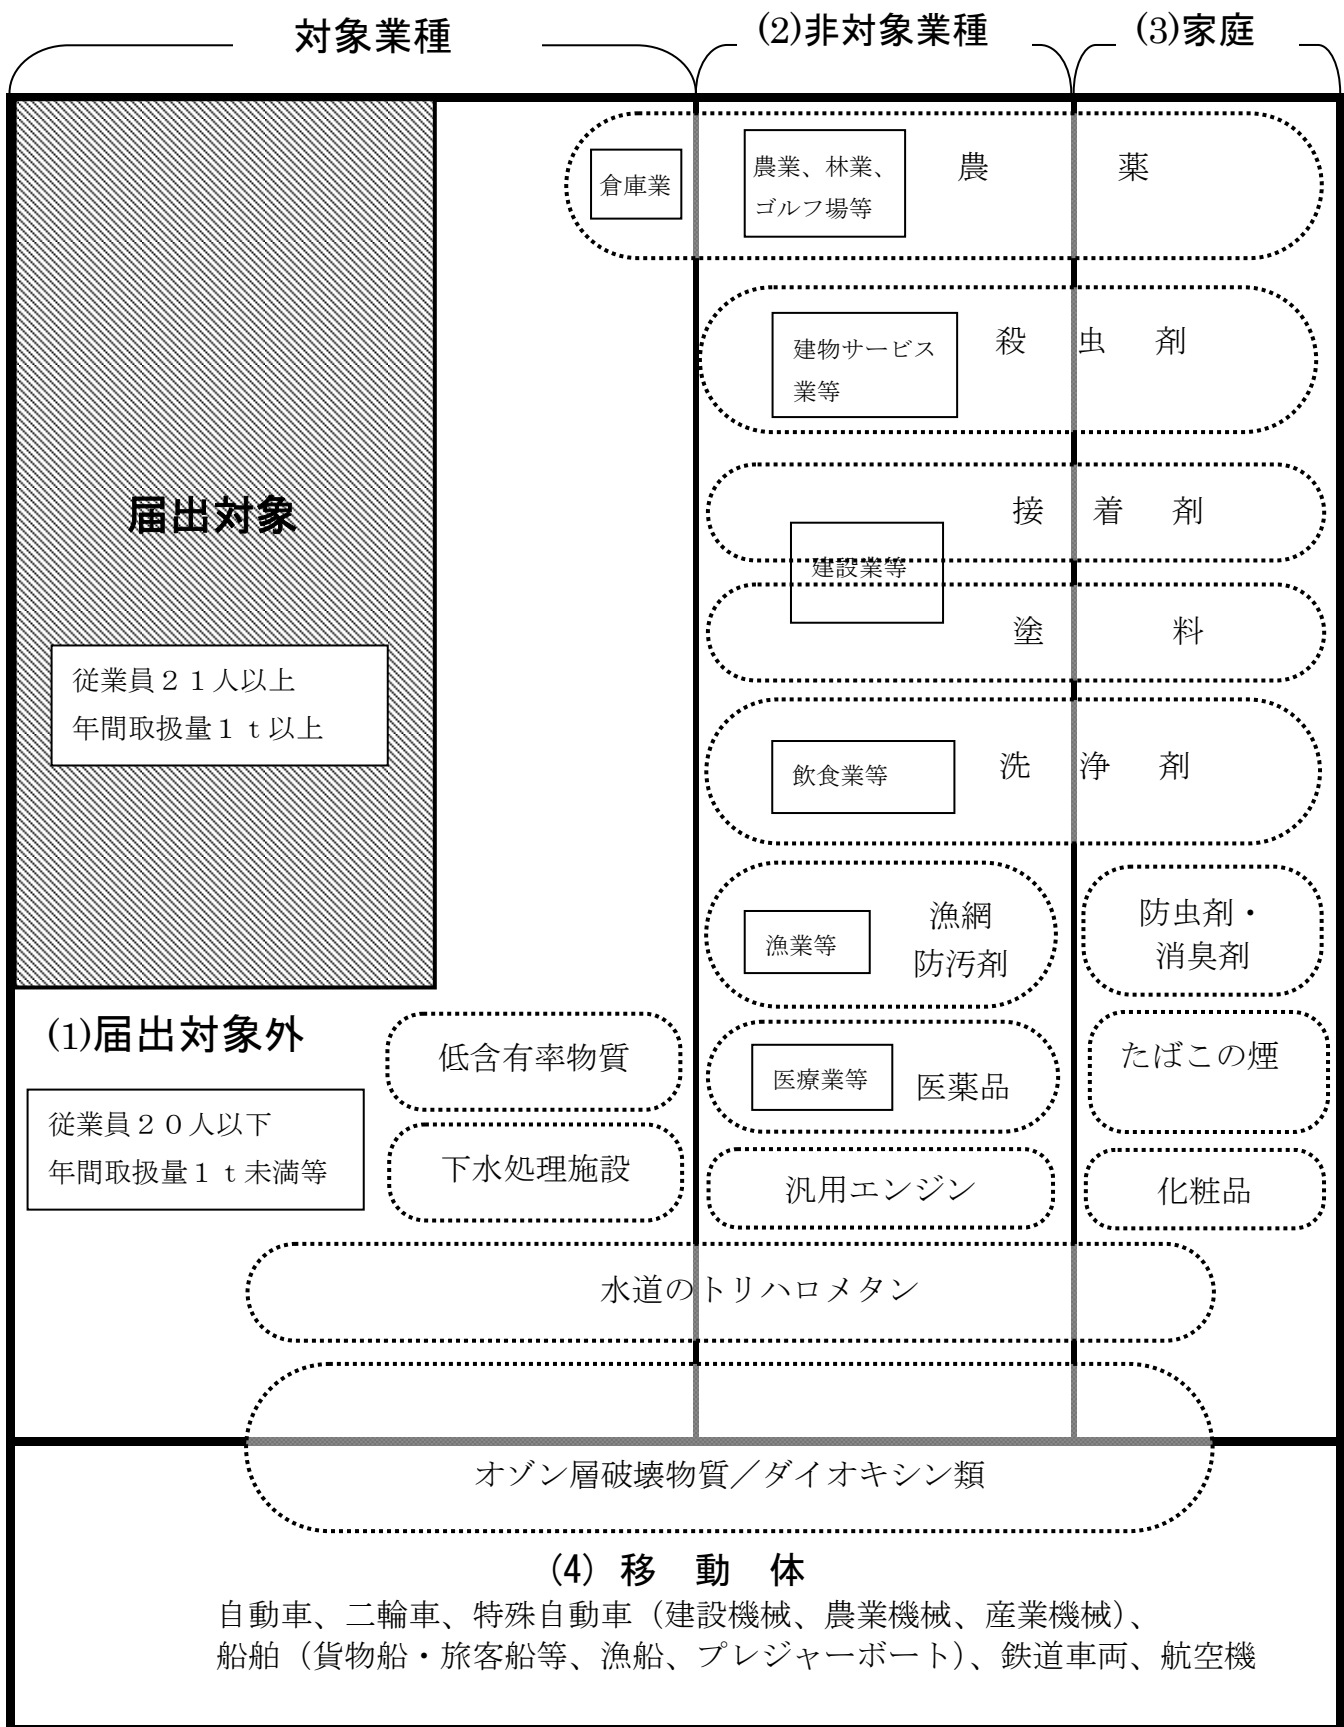 対象業種
(2)非対象業種
(3)家庭
倉庫業
農業、林業、
ゴルフ場等
農 薬
建物サービス
業等
殺 虫 剤
届出対象
従業員21人以上
年間取扱量1t以上
接 着 剤
建設業等
塗 料
飲食業等
洗 浄 剤
漁業等
漁網
防汚剤
防虫剤・
消臭剤
(1)届出対象外
従業員20人以下
年間取扱量1t未満等
低含有率物質
医療業等
医薬品
たばこの煙
下水処理施設
汎用エンジン
化粧品
水道のトリハロメタン
オゾン層破壊物質/ダイオキシン類
(4) 移 動 体
自動車、二輪車、特殊自動車(建設機械、農業機械、産業機械)、
船舶(貨物船・旅客船等、漁船、プレジャーボート)、鉄道車両、航空機